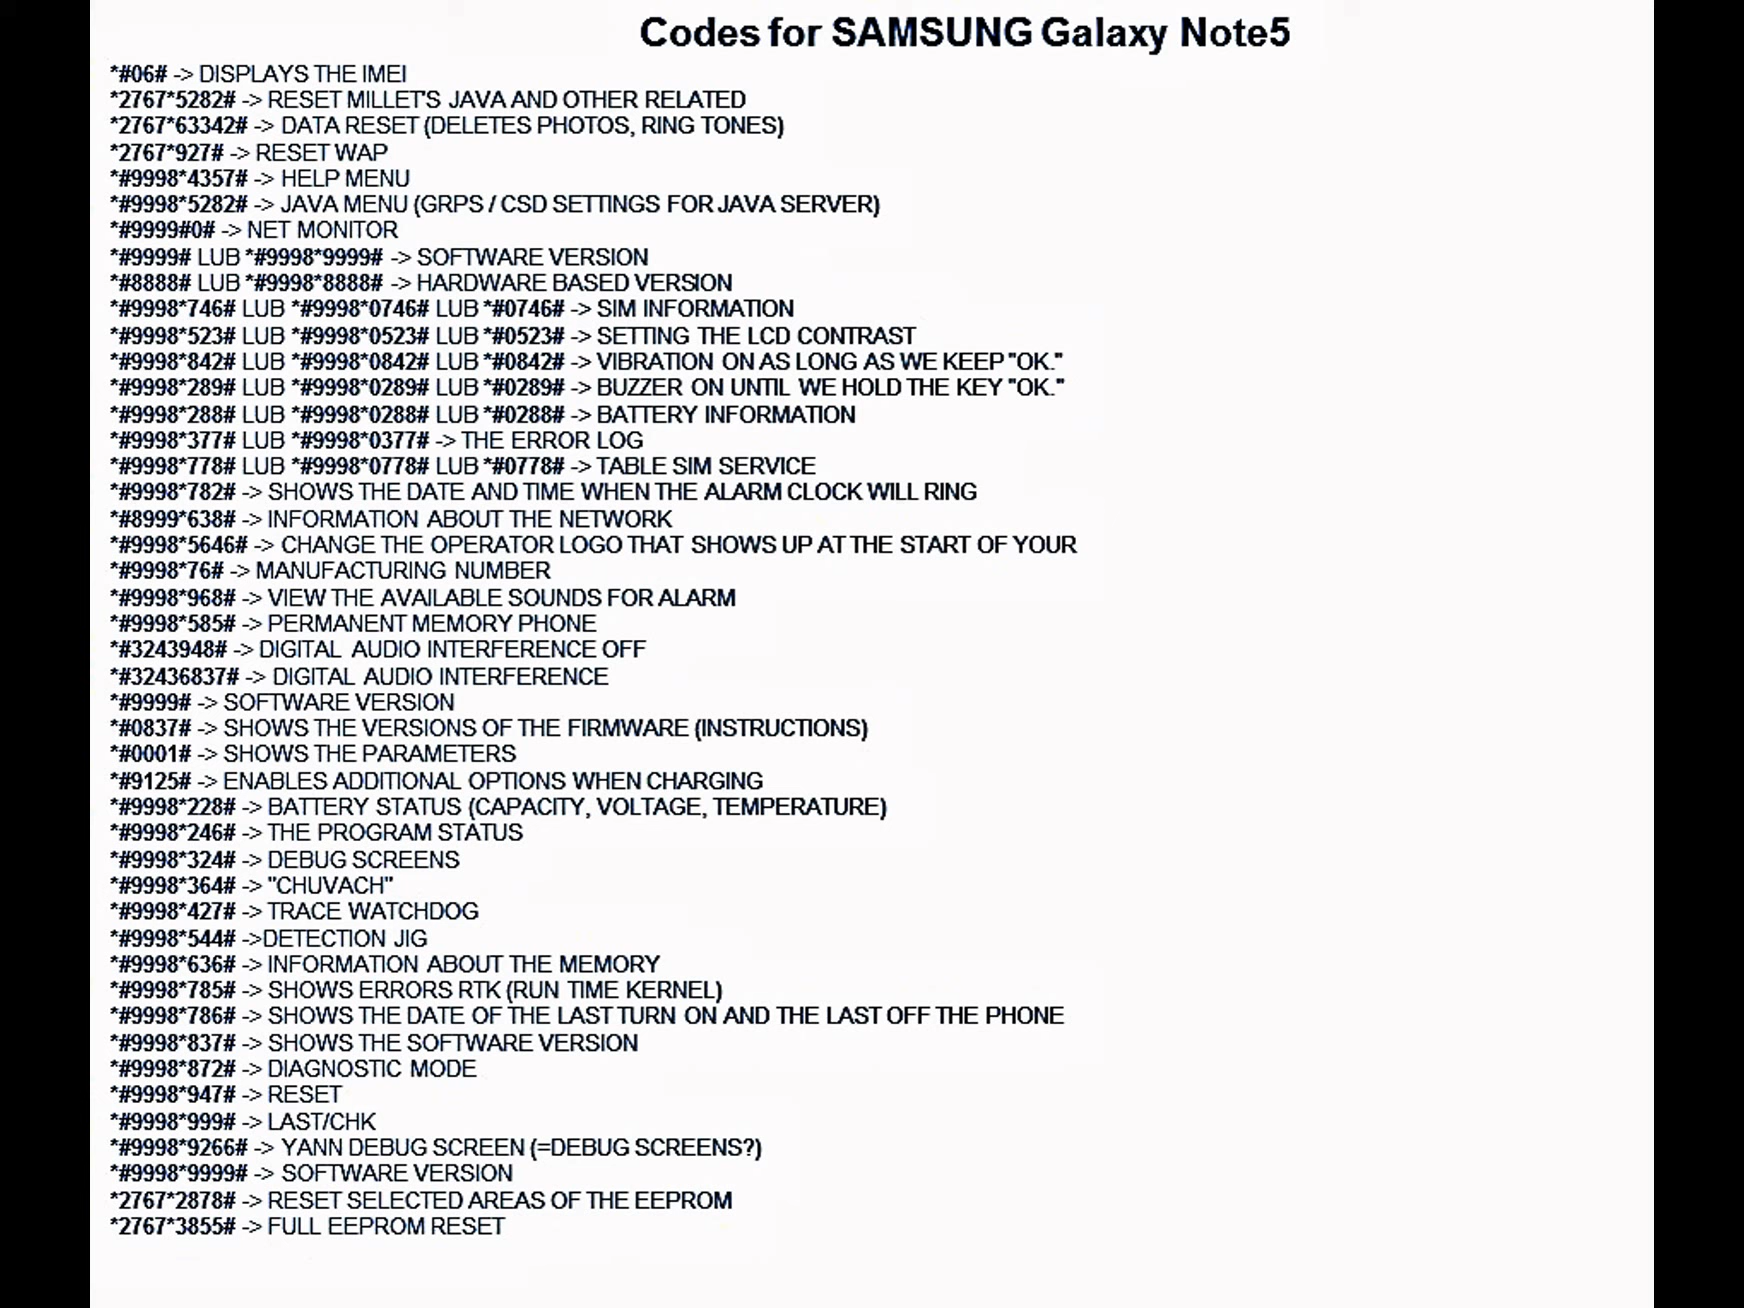 Codes for SAMSUNG Galaxy Note5
*#06# -> DISPLAYS THE IMEI
*2767*5282# -> RESET MILLET'S JAVA AND OTHER RELATED
*2767*63342# -> DATA RESET (DELETES PHOTOS, RING TONES)
*2767*927# -> RESET WAP
*#9998*4357# -> HELP MENU
*#9998*5282# -> JAVA MENU (GRPS / CSD SETTINGS FOR JAVA SERVER)
*#9999#0# -> NET MONITOR
*#9999# LUB *#9998*9999# -> SOFTWARE VERSION
*#8888# LUB *#9998*8888# -> HARDWARE BASED VERSION
*#9998*746# LUB *#9998*0746# LUB *#0746# -> SIM INFORMATION
*#9998*523# LUB *#9998*0523# LUB *#0523# -> SETTING THE LCD CONTRAST
*#9998*842# LUB *#9998*0842# LUB *#0842# -> VIBRATION ON AS LONG AS WE KEEP "OK."
*#9998*289# LUB *#9998*0289# LUB *#0289# -> BUZZER ON UNTIL WE HOLD THE KEY "OK."
*#9998*288# LUB *#9998*0288# LUB *#0288# -> BATTERY INFORMATION
*#9998*377# LUB *#9998*0377# -> THE ERROR LOG
*#9998*778# LUB *#9998*0778# LUB *#0778# -> TABLE SIM SERVICE
*#9998*782# -> SHOWS THE DATE AND TIME WHEN THE ALARM CLOCK WILL RING
*#8999*638# -> INFORMATION ABOUT THE NETWORK
*#9998*5646# -> CHANGE THE OPERATOR LOGO THAT SHOWS UP AT THE START OF YOUR
*#9998*76# -> MANUFACTURING NUMBER
*#9998*968# -> VIEW THE AVAILABLE SOUNDS FOR ALARM
*#9998*585# -> PERMANENT MEMORY PHONE
*#3243948# -> DIGITAL AUDIO INTERFERENCE OFF
*#32436837# -> DIGITAL AUDIO INTERFERENCE
*#9999# -> SOFTWARE VERSION
*#0837# -> SHOWS THE VERSIONS OF THE FIRMWARE (INSTRUCTIONS)
*#0001# -> SHOWS THE PARAMETERS
*#9125# -> ENABLES ADDITIONAL OPTIONS WHEN CHARGING
*#9998*228# -> BATTERY STATUS (CAPACITY, VOLTAGE, TEMPERATURE)
*#9998*246# -> THE PROGRAM STATUS
*#9998*324# -> DEBUG SCREENS
*#9998*364# -> "CHUVACH"
*#9998*427# -> TRACE WATCHDOG
*#9998*544# ->DETECTION JIG
*#9998*636# -> INFORMATION ABOUT THE MEMORY
*#9998*785# -> SHOWS ERRORS RTK (RUN TIME KERNEL)
*#9998*786# -> SHOWS THE DATE OF THE LAST TURN ON AND THE LAST OFF THE PHONE
*#9998*837# -> SHOWS THE SOFTWARE VERSION
*#9998*872# -> DIAGNOSTIC MODE
*#9998*947# -> RESET
*#9998*999# -> LAST/CHK
*#9998*9266# -> YANN DEBUG SCREEN (=DEBUG SCREENS?)
*#9998*9999# -> SOFTWARE VERSION
*2767*2878# -> RESET SELECTED AREAS OF THE EEPROM
*2767*3855# -> FULL EEPROM RESET